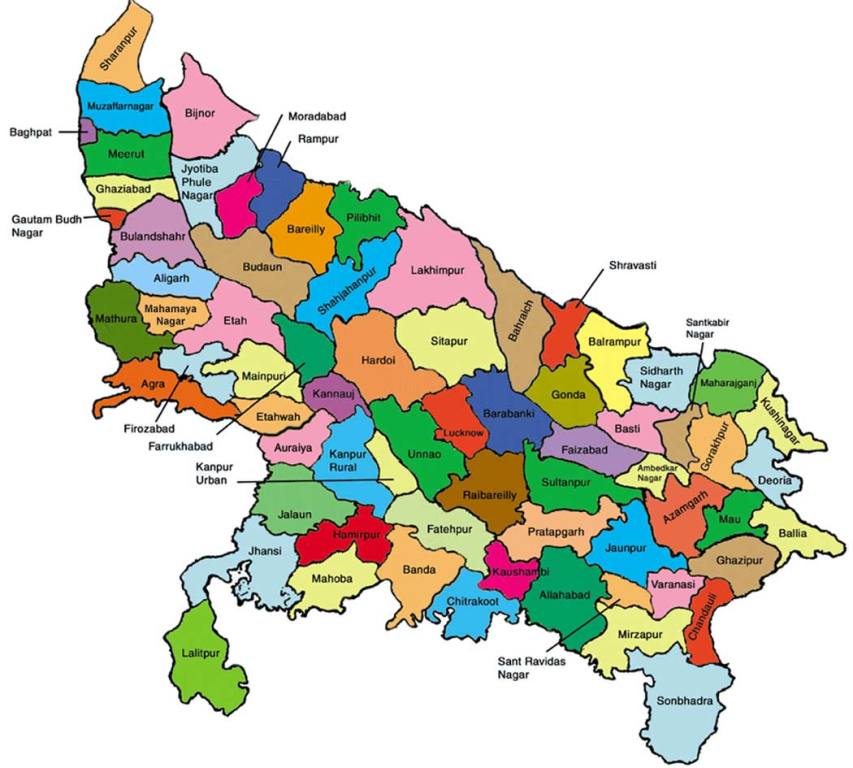 Sharanpur
Muzaffarnagar
Bijnor
Baghpat
Moradabad
Rampur
Meerut
Jyotiba
Phule
Nagar
Ghaziabad
Gautam Budh
Nagar
Bulandshahr
Bareilly
Pilibhit
Budaun
Aligarh
Shahjahanpur
Lakhimpur
Shravasti
Mathura
Mahamaya
Nagar
Etah
Bahraich
Santkabir
Nagar
Hardoi
Sitapur
Balrampur
Sidharth
Nagar
Maharajganj
Agra
Mainpuri
Kannauj
Gonda
Kushinagar
Etahwah
Firozabad
Farrukhabad
Lucknow
Barabanki
Basti
Gorakhpur
Auraiya
Kanpur
Rural
Kanpur
Urban
Unnao
Faizabad
Ambedkar
Nagar
Deoria
Raibareilly
Sultanpur
Azamgarh
Jalaun
Hamirpur
Fatehpur
Pratapgarh
Mau
Ballia
Jhansi
Jaunpur
Ghazipur
Mahoba
Banda
Kaushambi
Chitrakoot
Allahabad
Varanasi
Chandauli
Mirzapur
Lalitpur
Sant Ravidas
Nagar
Sonbhadra